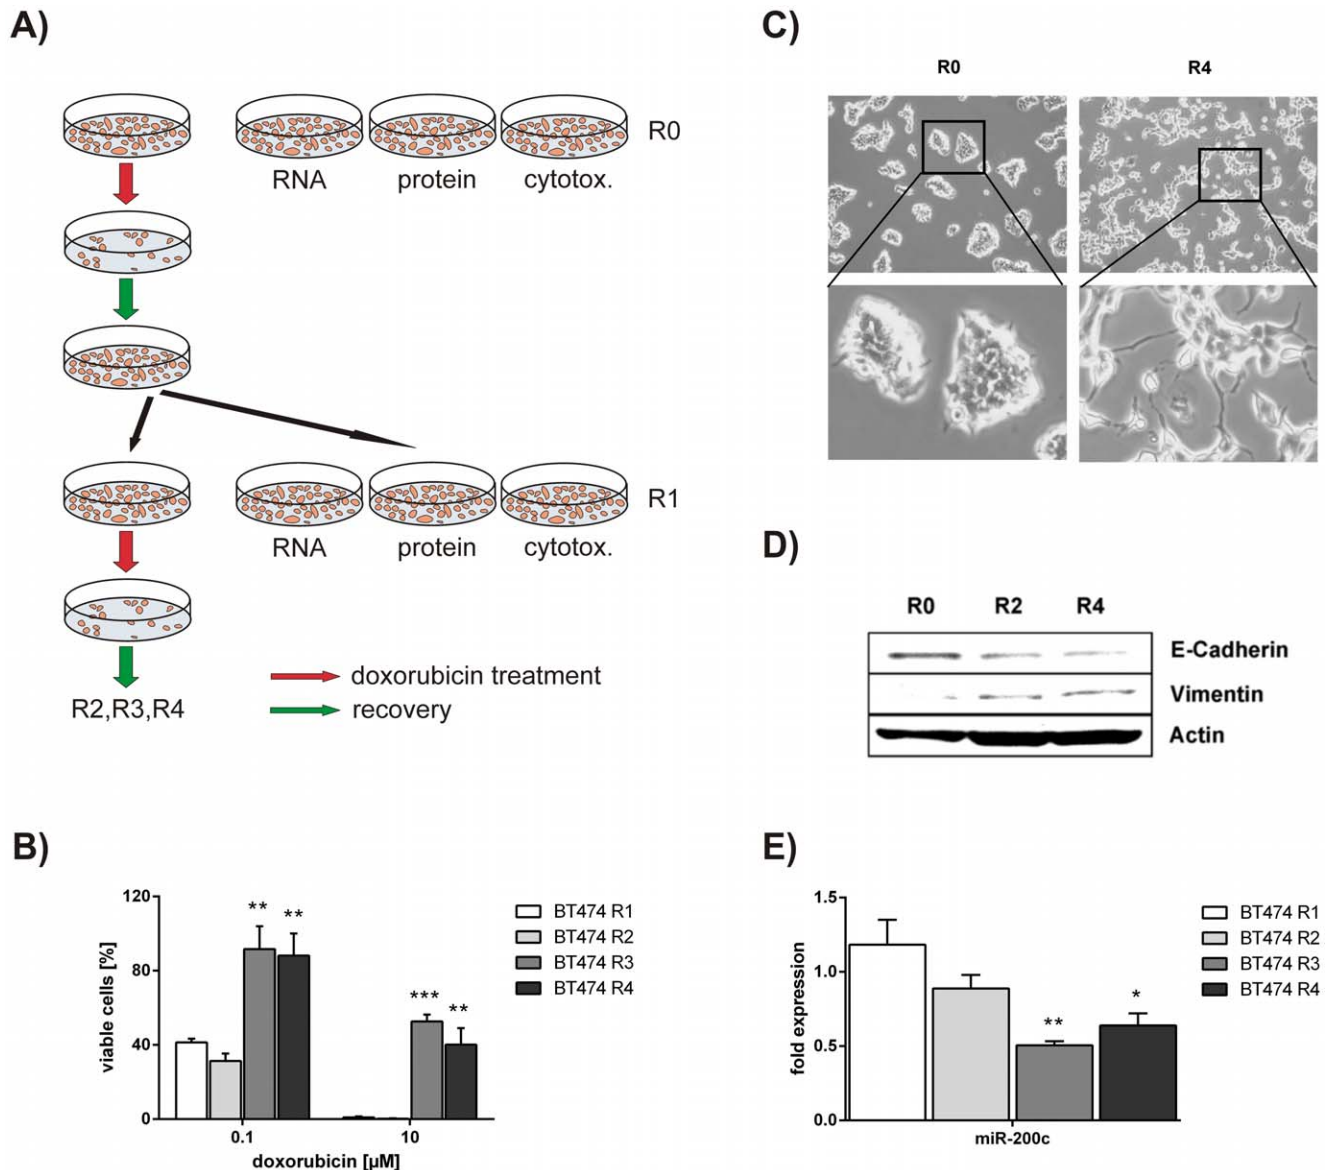 A)
R0
RNA protein cytotox.
R1
RNA protein cytotox.
doxorubicin treatment
recovery
R2,R3,R4
C)
R0 R4
D)
R0 R2 R4
E-Cadherin
Vimentin
Actin
B)
120
80
40
0
viable cells [%]
** **
*** **
0.1 10
doxorubicin [µM]
BT474 R1
BT474 R2
BT474 R3
BT474 R4
E)
1.5
1.0
0.5
0.0
fold expression
** *
miR-200c
BT474 R1
BT474 R2
BT474 R3
BT474 R4